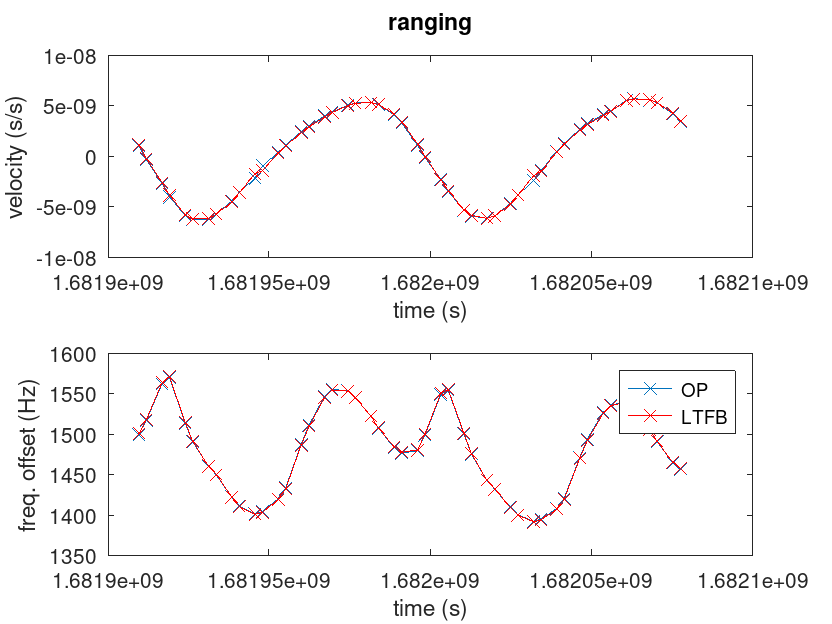 ranging
velocity (s/s)
1e-08
5e-09
0
-5e-09
-1e-08
1.6819e+09 1.68195e+09 1.682e+09 1.68205e+09 1.6821e+09
time (s)
freq. offset (Hz)
1600
1550
1500
1450
1400
1350
OP
LTFB
1.6819e+09 1.68195e+09 1.682e+09 1.68205e+09 1.6821e+09
time (s)